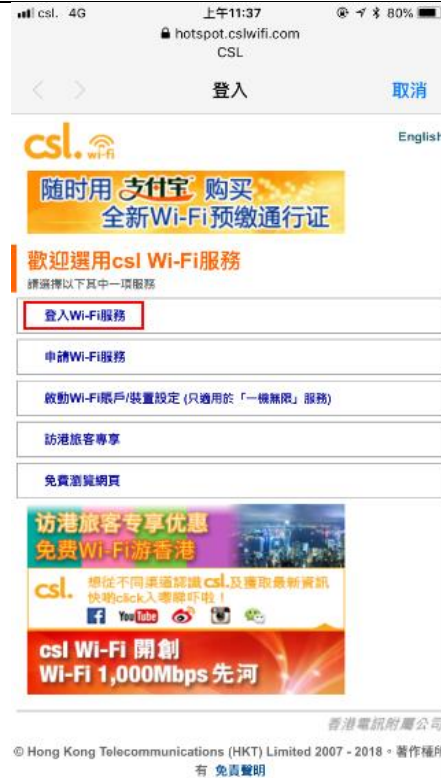 csl. 4G 上午11:37 80%
hotspot.cslwifi.com
CSL
登入 取消
csl. wi-fi English
随时用 支付宝 购买
全新Wi-Fi预缴通行证
歡迎選用csl Wi-Fi服務
請選擇以下其中一項服務
登入Wi-Fi服務
申請Wi-Fi服務
啟動Wi-Fi賬戶/裝置設定 (只適用於「一機無限」服務)
訪港旅客專享
免費瀏覽網頁
访港旅客专享优惠
免费Wi-Fi游香港
csl. 想從不同渠道認識 csl.及獲取最新資訊
快啲click入嚟睇吓啦！
You Tube
csl Wi-Fi 開創
Wi-Fi 1,000Mbps 先河
香港電訊附屬公司
© Hong Kong Telecommunications (HKT) Limited 2007 - 2018。著作權所
有 免責聲明